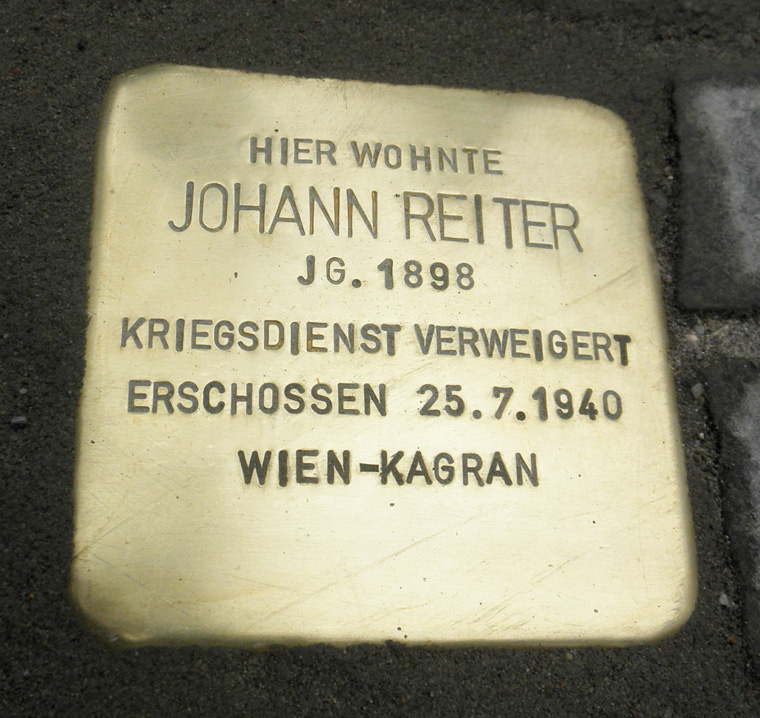 HIER WOHNTE
JOHANN REITER
JG. 1898
KRIEGSDIENST VERWEIGERT
ERSCHOSSEN 25.7.1940
WIEN-KAGRAN